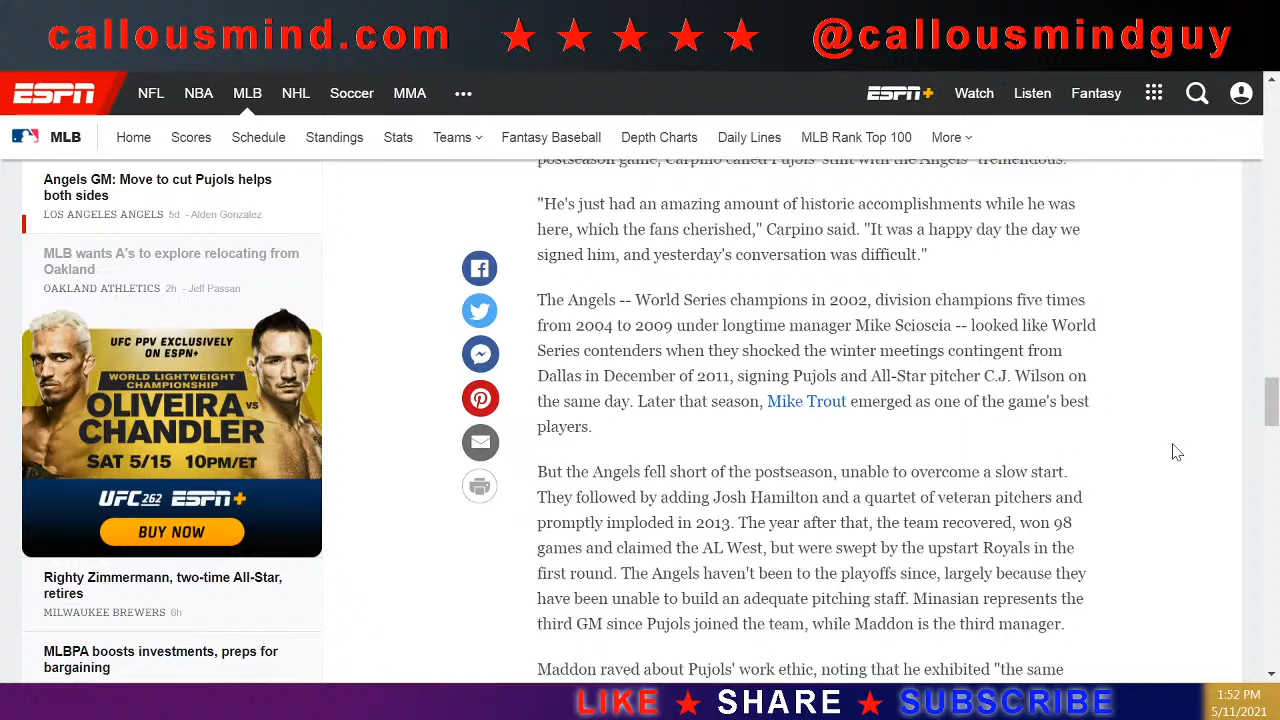 callousmind.com ★ ★ ★ ★ ★ @callousmindguy
ESPN NFL NBA MLB NHL Soccer MMA ••• ESPN+ Watch Listen Fantasy
MLB Home Scores Schedule Standings Stats Teams Fantasy Baseball Depth Charts Daily Lines MLB Rank Top 100 More
Angels GM: Move to cut Pujols helps
both sides
LOS ANGELES ANGELS 5d - Alden Gonzalez
MLB wants A's to explore relocating from
Oakland
OAKLAND ATHLETICS 2h - Jeff Passan
UFC PPV EXCLUSIVELY
ON ESPN+
WORLD LIGHTWEIGHT
CHAMPIONSHIP
OLIVEIRA VS
CHANDLER
SAT 5/15 10PM/ET
UFC 262 ESPN+
BUY NOW
Righty Zimmermann, two-time All-Star,
retires
MILWAUKEE BREWERS 6h
MLBPA boosts investments, preps for
bargaining
postseason game, Carpino called Pujols' stint with the Angels "tremendous.
"He's just had an amazing amount of historic accomplishments while he was
here, which the fans cherished," Carpino said. "It was a happy day the day we
signed him, and yesterday's conversation was difficult."
The Angels -- World Series champions in 2002, division champions five times
from 2004 to 2009 under longtime manager Mike Scioscia -- looked like World
Series contenders when they shocked the winter meetings contingent from
Dallas in December of 2011, signing Pujols and All-Star pitcher C.J. Wilson on
the same day. Later that season, Mike Trout emerged as one of the game's best
players.
But the Angels fell short of the postseason, unable to overcome a slow start.
They followed by adding Josh Hamilton and a quartet of veteran pitchers and
promptly imploded in 2013. The year after that, the team recovered, won 98
games and claimed the AL West, but were swept by the upstart Royals in the
first round. The Angels haven't been to the playoffs since, largely because they
have been unable to build an adequate pitching staff. Minasian represents the
third GM since Pujols joined the team, while Maddon is the third manager.
Maddon raved about Pujols' work ethic, noting that he exhibited "the same
LIKE ★ SHARE ★ SUBSCRIBE
1:52 PM
5/11/2021